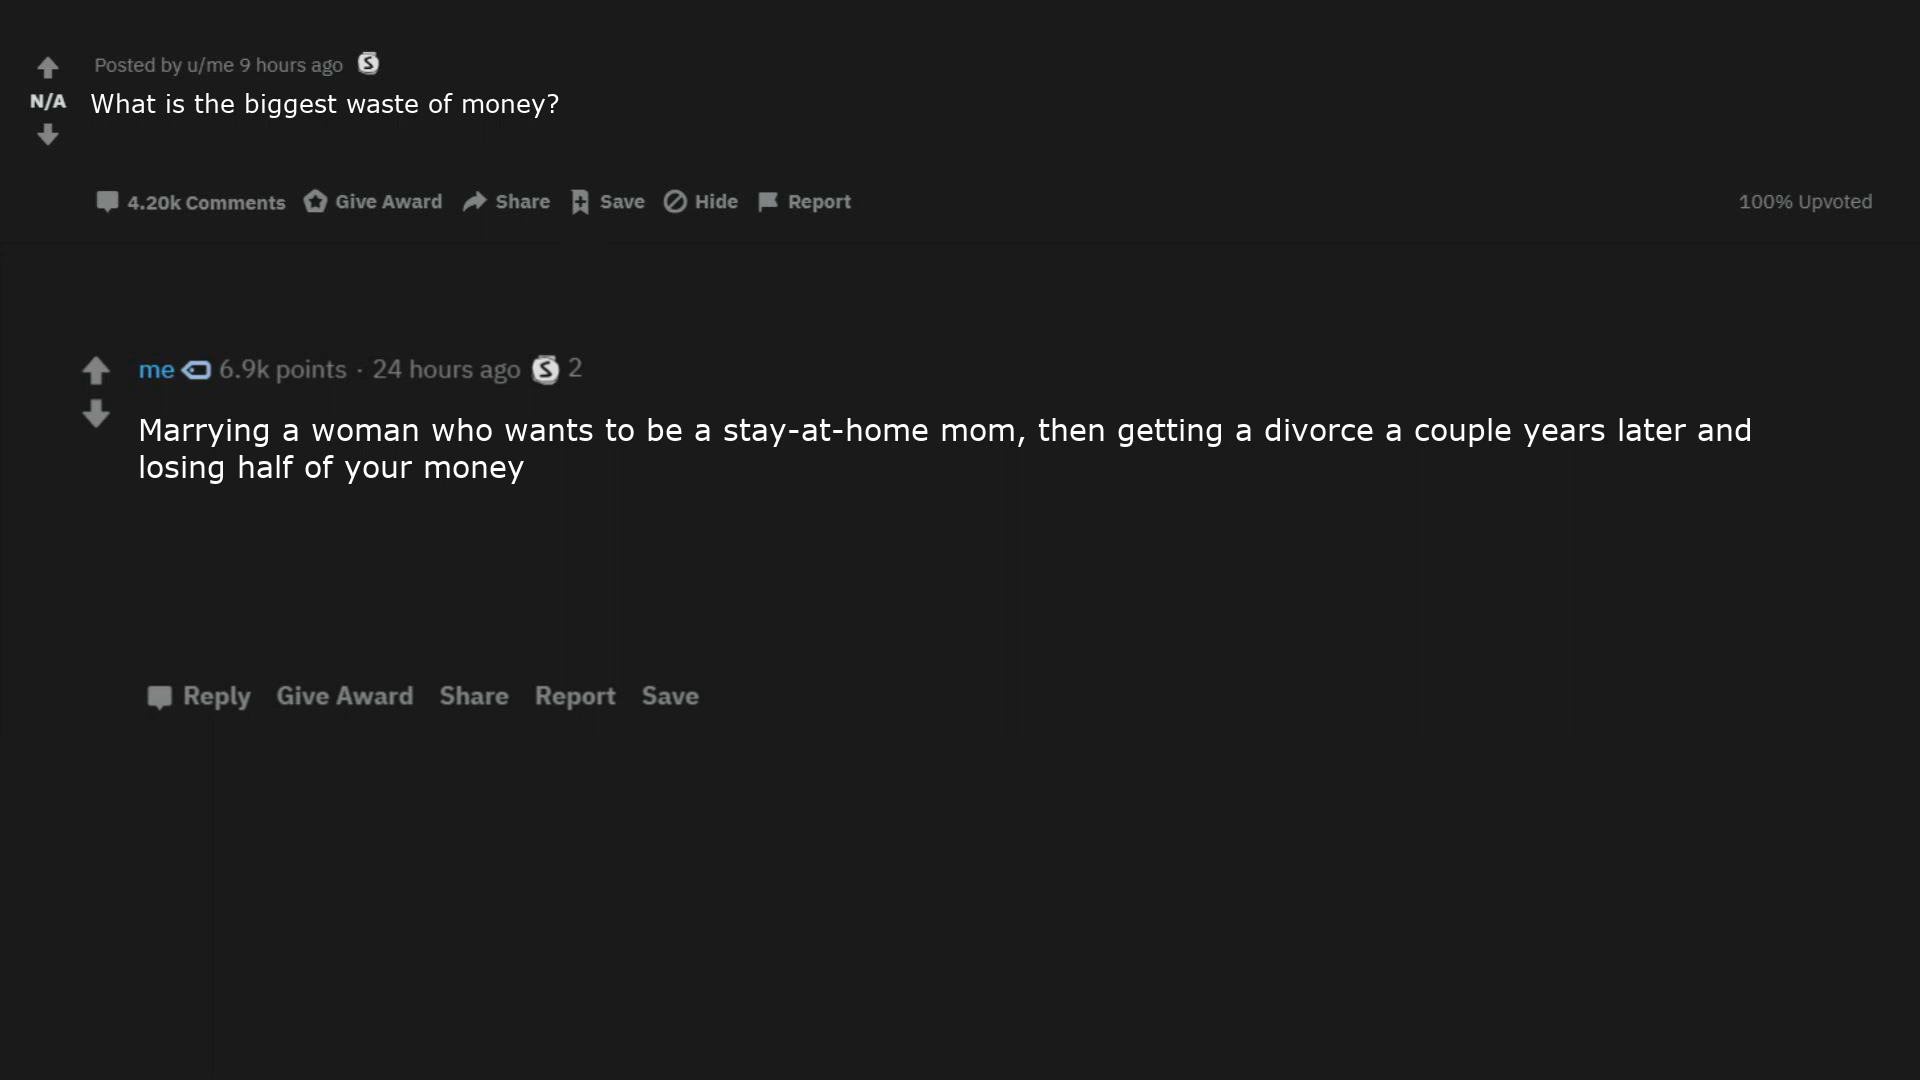 Posted by u/me 9 hours ago S
N/A What is the biggest waste of money?
4.20k Comments Give Award Share Save Hide Report 100% Upvoted
me 6.9k points · 24 hours ago S 2
Marrying a woman who wants to be a stay-at-home mom, then getting a divorce a couple years later and
losing half of your money
Reply Give Award Share Report Save